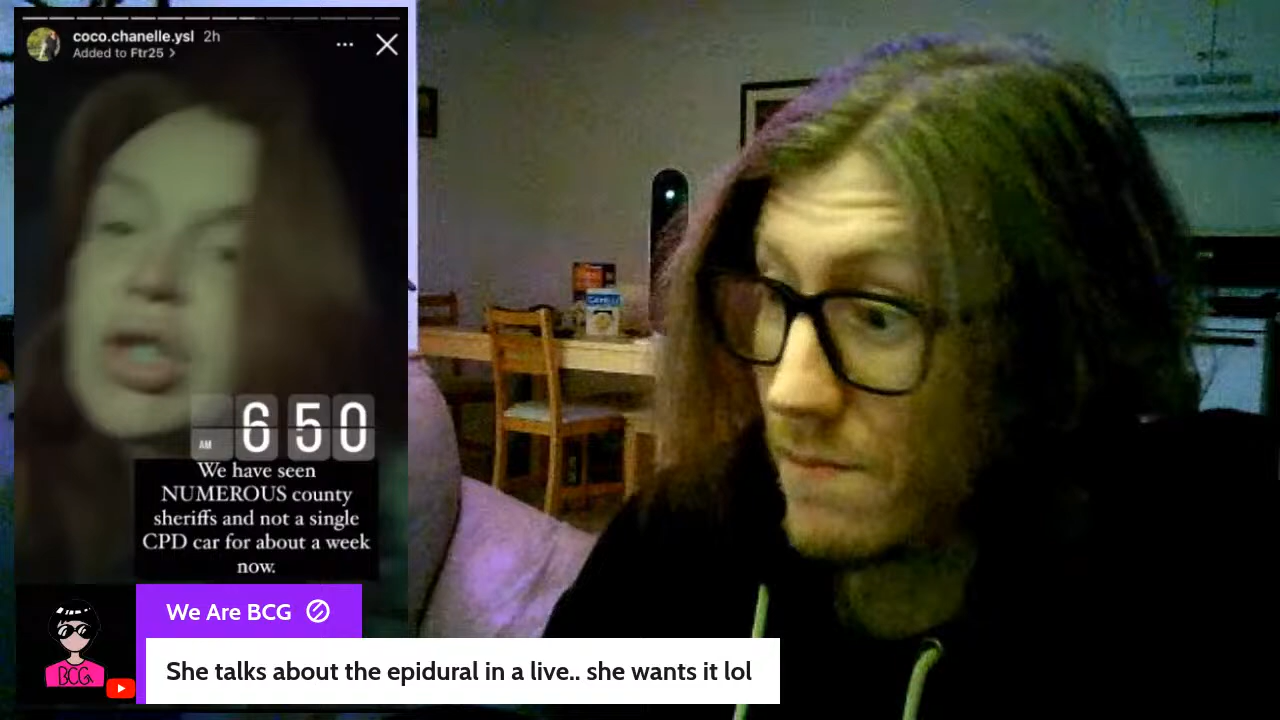 coco.chanelle.ysl 2h
Added to Ftr25 >
AM 6 50
We have seen
NUMEROUS county
sheriffs and not a single
CPD car for about a week
now.
We Are BCG
BCG
She talks about the epidural in a live.. she wants it lol